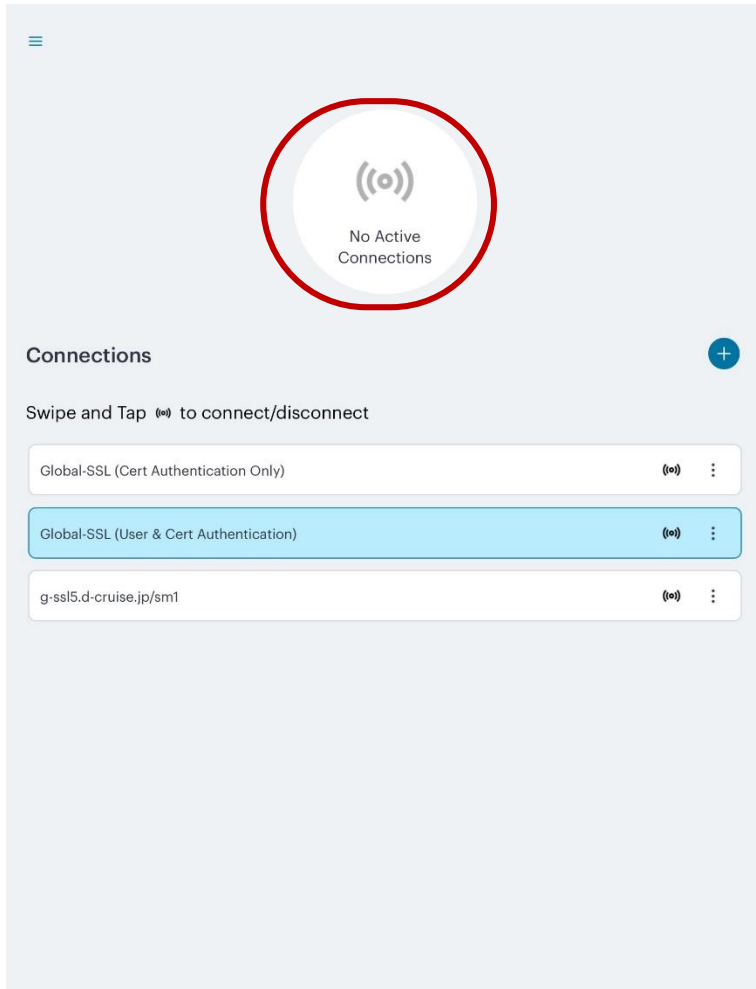 No Active
Connections
Connections
Swipe and Tap to connect/disconnect
Global-SSL (Cert Authentication Only)
Global-SSL (User & Cert Authentication)
g-ssl5.d-cruise.jp/sm1